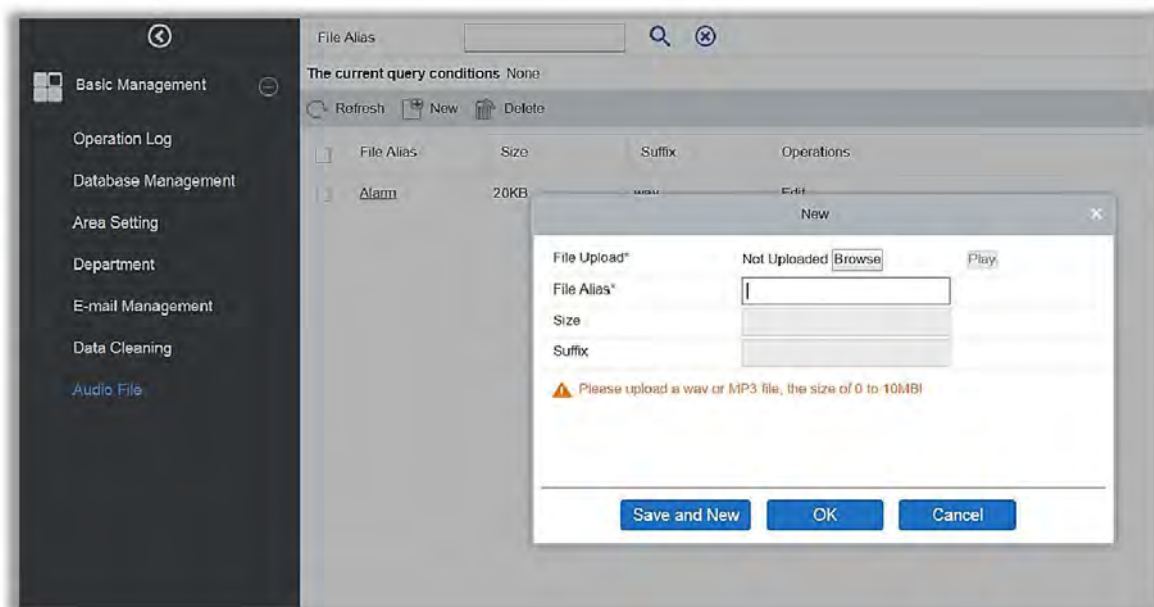 File Alias
The current query conditions None
Basic Management
Refresh New Delete
Operation Log
File Alias Size Suffix Operations
Database Management
Alarm 20KB wav Edit
Area Setting
Department
E-mail Management
Data Cleaning
Audio File
New
File Upload* Not Uploaded Browse Play
File Alias*
Size
Suffix
Please upload a wav or MP3 file, the size of 0 to 10MB!
Save and New OK Cancel